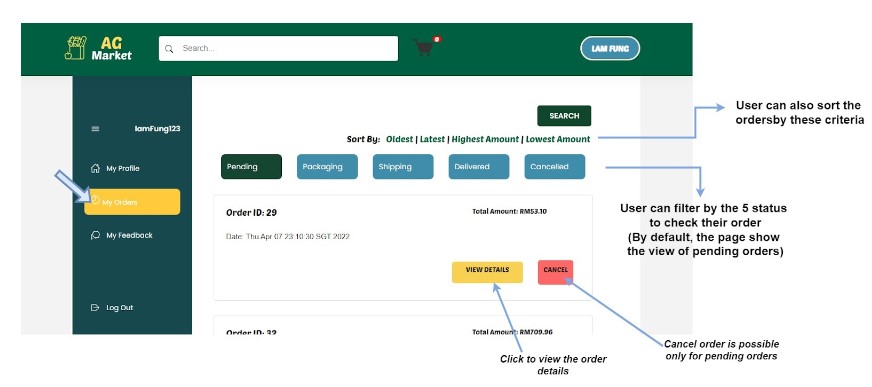 AG
Market
Search...
0
LAM FUNG
lamFung123
My Profile
My Orders
My Feedback
Log Out
SEARCH
Sort By: Oldest | Latest | Highest Amount | Lowest Amount
Pending Packaging Shipping Delivered Cancelled
Order ID: 29 Total Amount: RM53.10
Date: Thu Apr 07 23:10:30 SGT 2022
VIEW DETAILS CANCEL
Order ID: 32 Total Amount: RM709.96
User can also sort the
ordersby these criteria
User can filter by the 5 status
to check their order
(By default, the page show
the view of pending orders)
Click to view the order
details
Cancel order is possible
only for pending orders